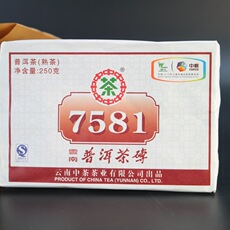 普洱茶(熟茶)
净含量:250克
中粮
茶
7581
云南 普洱茶砖
云南中茶茶业有限公司出品
PRODUCT OF CHINA TEA (YUNNAN) CO., LTD